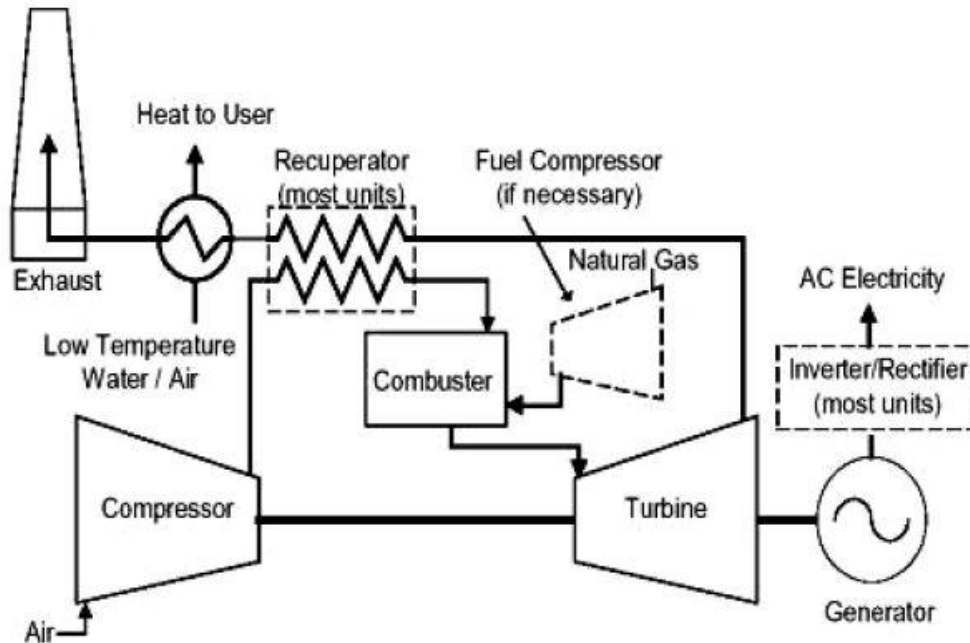 Heat to User
Recuperator
(most units)
Fuel Compressor
(if necessary)
Natural Gas
Exhaust
AC Electricity
Low Temperature
Water / Air
Combuster
Inverter/Rectifier
(most units)
Compressor
Turbine
Generator
Air